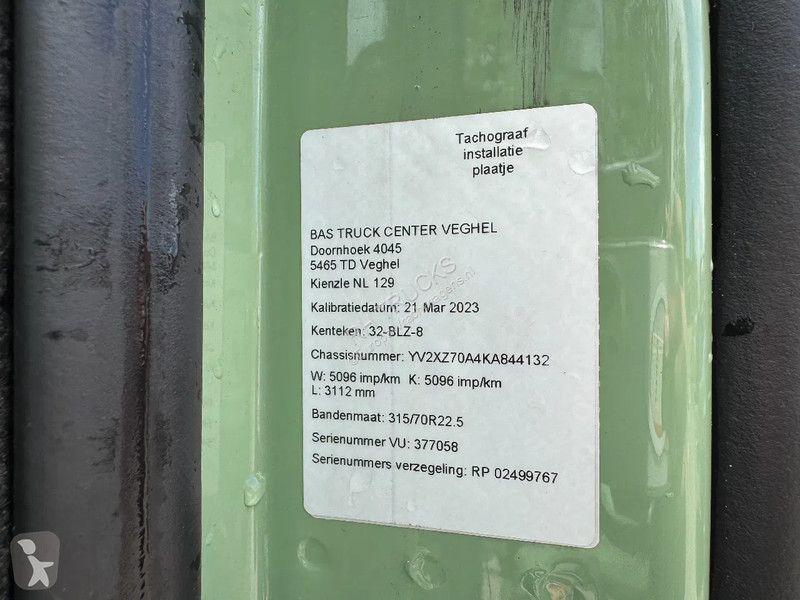 Tachograaf
installatie
plaatje
BAS TRUCK CENTER VEGHEL
Doornhoek 4045
5465 TD Veghel
Kienzle NL 129
Kalibratiedatum: 21 Mar 2023
Kenteken: 32-BLZ-8
Chassisnummer: YV2XZ70A4KA844132
W: 5096 imp/km K: 5096 imp/km
L: 3112 mm
Bandenmaat: 315/70R22.5
Serienummer VU: 377058
Serienummers verzegeling: RP 02499767
TRUCKS